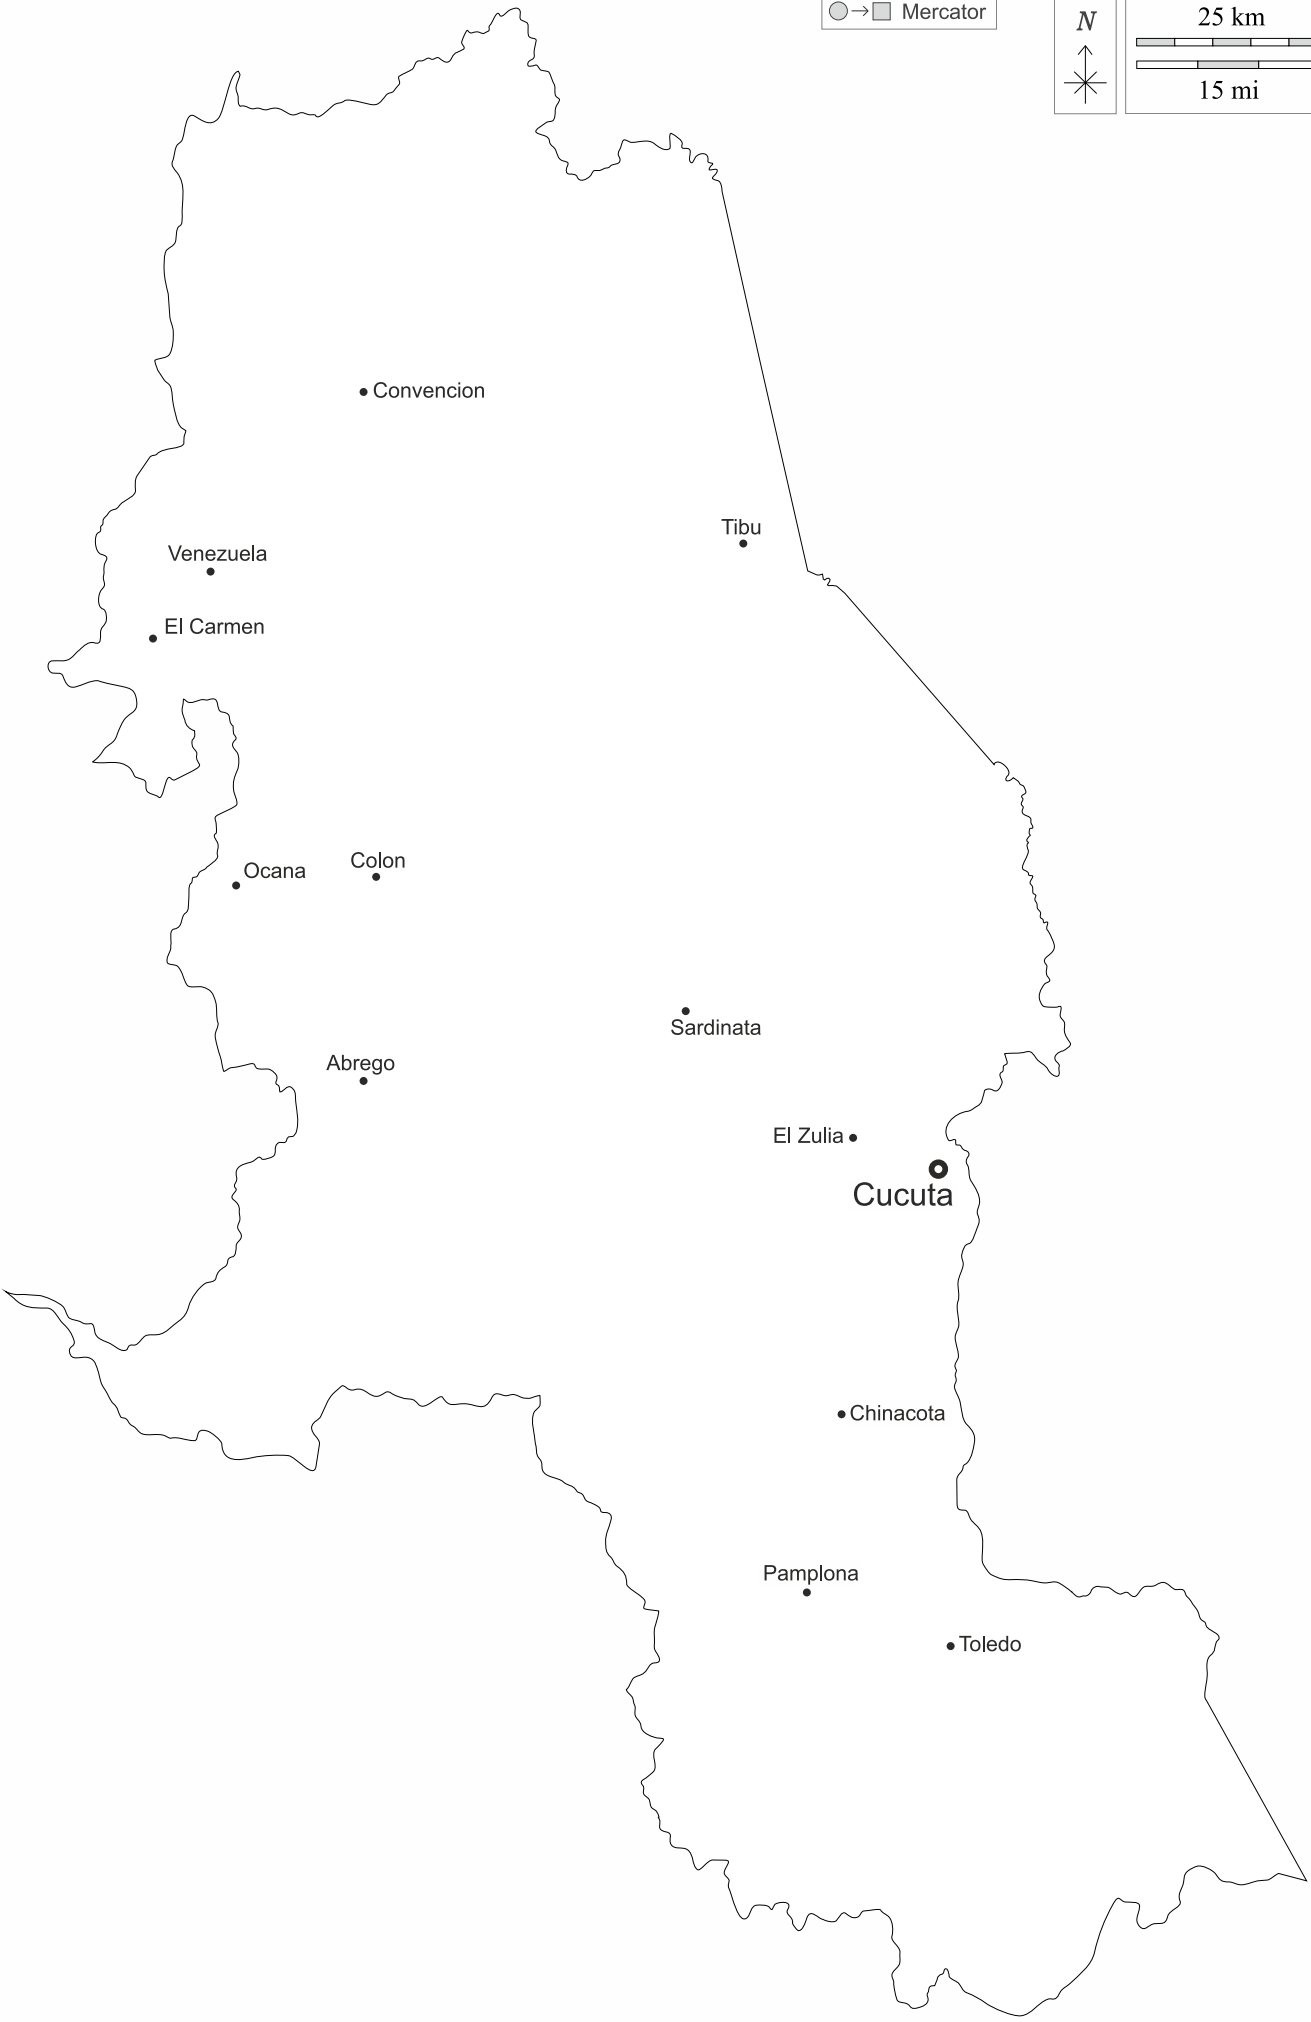 Mercator
N
25 km
15 mi
Convencion
Tibu
Venezuela
El Carmen
Colon
Ocana
Sardinata
Abrego
El Zulia
Cucuta
Chinacota
Pamplona
Toledo